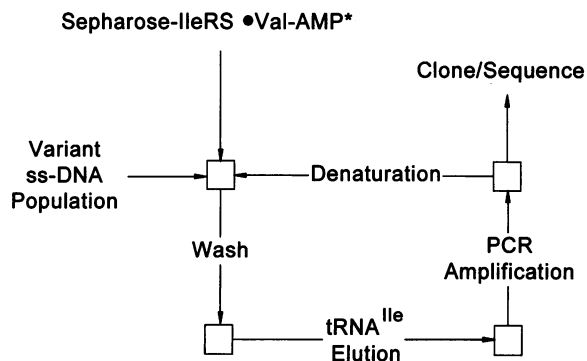 Sepharose-IleRS ●Val-AMP*
Clone/Sequence
Variant
ss-DNA
Population
Denaturation
Wash
PCR
Amplification
tRNA^Ile
Elution